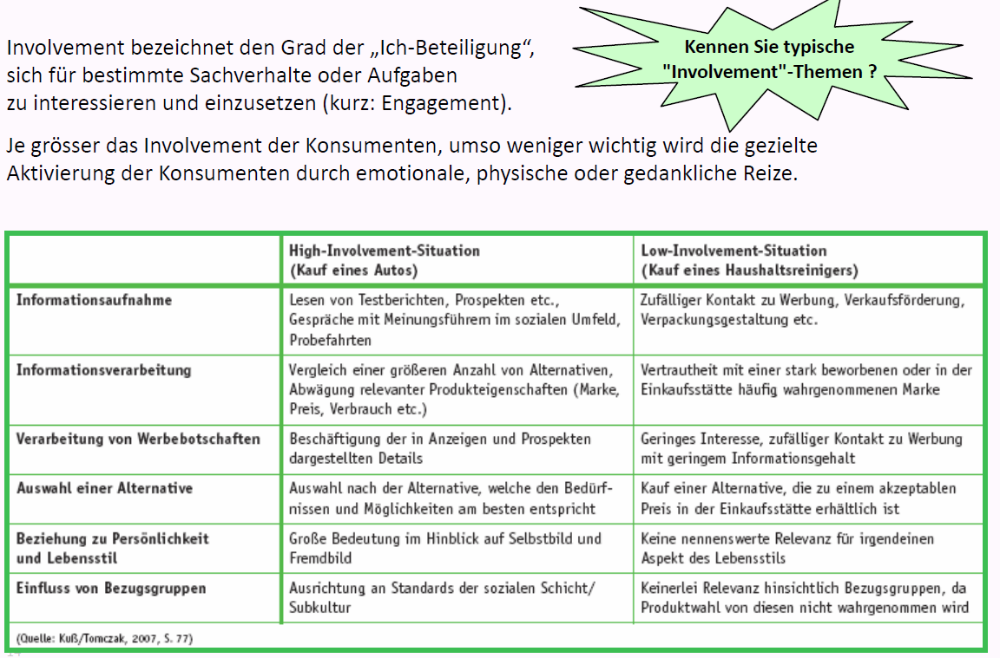 Involvement bezeichnet den Grad der „Ich-Beteiligung“,
sich für bestimmte Sachverhalte oder Aufgaben
zu interessieren und einzusetzen (kurz: Engagement).
Kennen Sie typische
"Involvement"-Themen ?
Je grösser das Involvement der Konsumenten, umso weniger wichtig wird die gezielte
Aktivierung der Konsumenten durch emotionale, physische oder gedankliche Reize.
High-Involvement-Situation
(Kauf eines Autos)
Low-Involvement-Situation
(Kauf eines Haushaltsreinigers)
Informationsaufnahme
Lesen von Testberichten, Prospekten etc.,
Gespräche mit Meinungsführern im sozialen Umfeld,
Probefahrten
Zufälliger Kontakt zu Werbung, Verkaufsförderung,
Verpackungsgestaltung etc.
Informationsverarbeitung
Vergleich einer größeren Anzahl von Alternativen,
Abwägung relevanter Produkteigenschaften (Marke,
Preis, Verbrauch etc.)
Vertrautheit mit einer stark beworbenen oder in der
Einkaufsstätte häufig wahrgenommenen Marke
Verarbeitung von Werbebotschaften
Beschäftigung der in Anzeigen und Prospekten
dargestellten Details
Geringes Interesse, zufälliger Kontakt zu Werbung
mit geringem Informationsgehalt
Auswahl einer Alternative
Auswahl nach der Alternative, welche den Bedürf-
nissen und Möglichkeiten am besten entspricht
Kauf einer Alternative, die zu einem akzeptablen
Preis in der Einkaufsstätte erhältlich ist
Beziehung zu Persönlichkeit
und Lebensstil
Große Bedeutung im Hinblick auf Selbstbild und
Fremdbild
Keine nennenswerte Relevanz für irgendeinen
Aspekt des Lebensstils
Einfluss von Bezugsgruppen
Ausrichtung an Standards der sozialen Schicht/
Subkultur
Keinerlei Relevanz hinsichtlich Bezugsgruppen, da
Produktwahl von diesen nicht wahrgenommen wird
(Quelle: Kuß/Tomczak, 2007, S. 77)